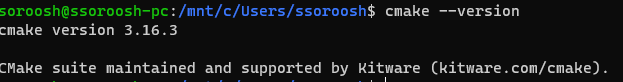 soroosh@ssoroosh-pc:/mnt/c/Users/ssoroosh$ cmake --version
cmake version 3.16.3
CMake suite maintained and supported by Kitware (kitware.com/cmake).